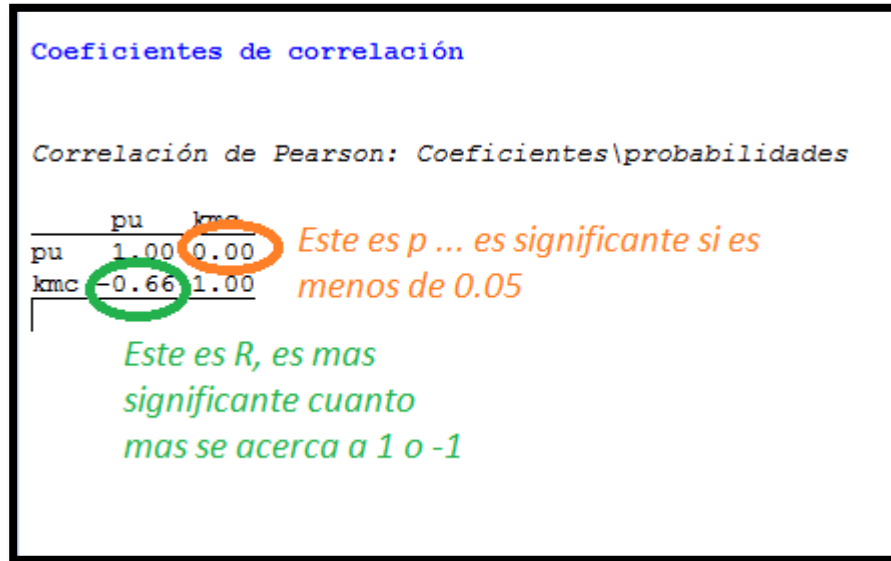 Coeficientes de correlación
Correlación de Pearson: Coeficientes\probabilidades
pu kmc
pu 1.00 0.00
kmc -0.66 1.00
Este es p ... es significante si es
menos de 0.05
Este es R, es mas
significante cuanto
mas se acerca a 1 o -1